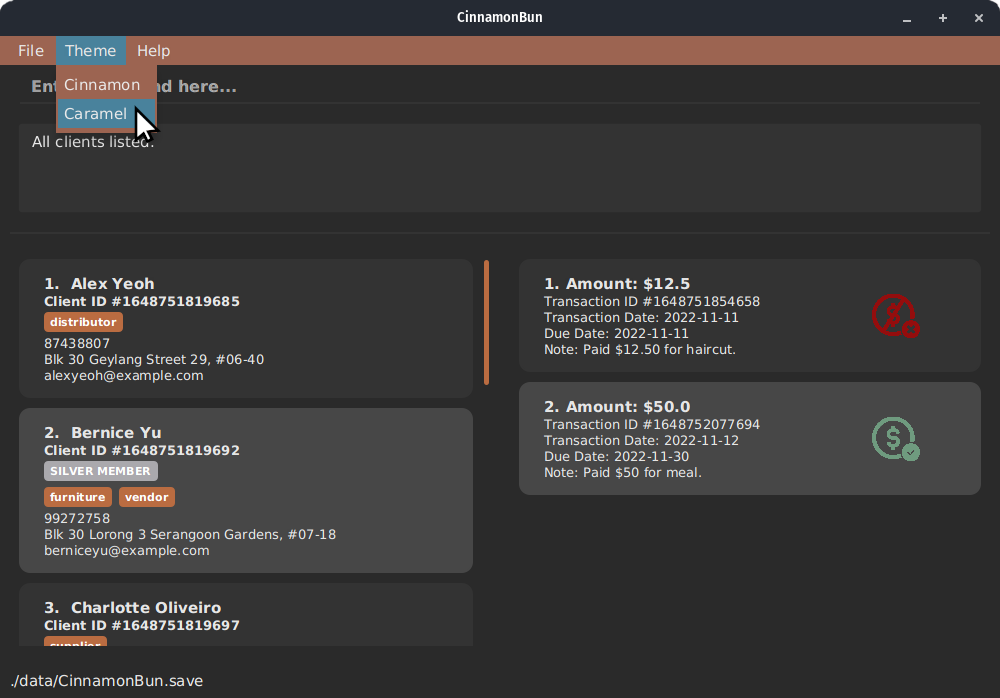 CinnamonBun
File Theme Help
Cinnamon
Caramel
here...
All clients listed.
1. Alex Yeoh
Client ID #1648751819685
distributor
87438807
Blk 30 Geylang Street 29, #06-40
alexyeoh@example.com
2. Bernice Yu
Client ID #1648751819692
SILVER MEMBER
furniture vendor
99272758
Blk 30 Lorong 3 Serangoon Gardens, #07-18
berniceyu@example.com
3. Charlotte Oliveiro
Client ID #1648751819697
supplier
1. Amount: $12.5
Transaction ID #1648751854658
Transaction Date: 2022-11-11
Due Date: 2022-11-11
Note: Paid $12.50 for haircut.
2. Amount: $50.0
Transaction ID #1648752077694
Transaction Date: 2022-11-12
Due Date: 2022-11-30
Note: Paid $50 for meal.
./data/CinnamonBun.save